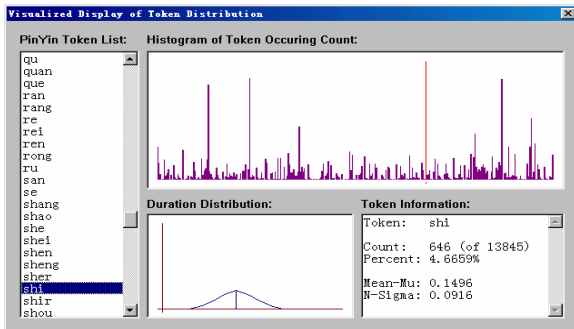 Visualized Display of Token Distribution
PinYin Token List:
qu
quan
que
ran
rang
re
rei
ren
rong
ru
san
se
shang
shao
she
shei
shen
sheng
sher
shi
shir
shou
Histogram of Token Occuring Count:
Duration Distribution:
Token Information:
Token: shi
Count: 646 (of 13845)
Percent: 4.6659%
Mean-Mu: 0.1496
N-Sigma: 0.0916